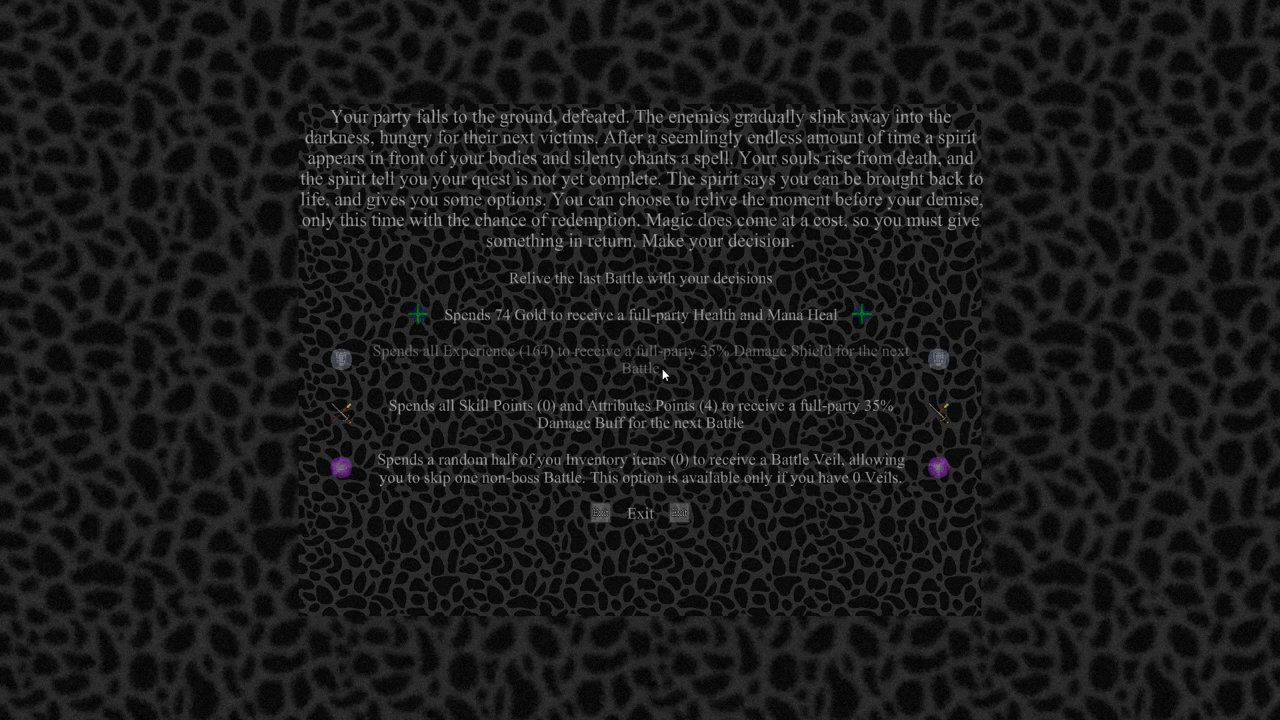 Your party falls to the ground, defeated. The enemies gradually slink away into the
darkness, hungry for their next victims. After a seemlingly endless amount of time a spirit
appears in front of your bodies and silenty chants a spell. Your souls rise from death, and
the spirit tell you your quest is not yet complete. The spirit says you can be brought back to
life, and gives you some options. You can choose to relive the moment before your demise,
only this time with the chance of redemption. Magic does come at a cost, so you must give
something in return. Make your decision.
Relive the last Battle with your decisions
Spends 74 Gold to receive a full-party Health and Mana Heal
Spends all Experience (164) to receive a full-party 35% Damage Shield for the next
Battle
Spends all Skill Points (0) and Attributes Points (4) to receive a full-party 35%
Damage Buff for the next Battle
Spends a random half of you Inventory items (0) to receive a Battle Veil, allowing
you to skip one non-boss Battle. This option is available only if you have 0 Veils.
Exit Exit Exit